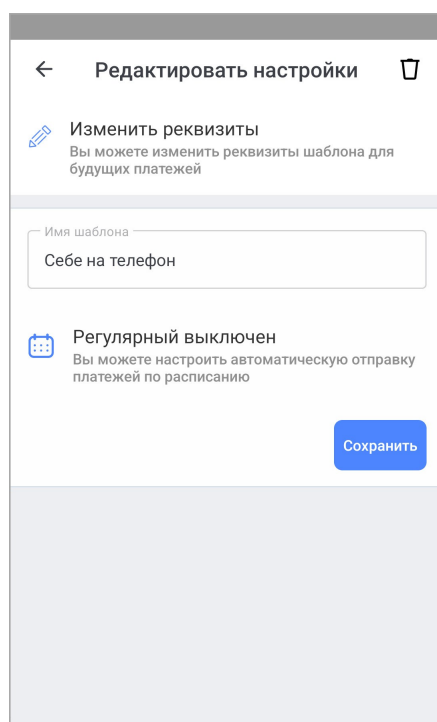 Редактировать настройки
Изменить реквизиты
Вы можете изменить реквизиты шаблона для
будущих платежей
Имя шаблона
Себе на телефон
Регулярный выключен
Вы можете настроить автоматическую отправку
платежей по расписанию
Сохранить